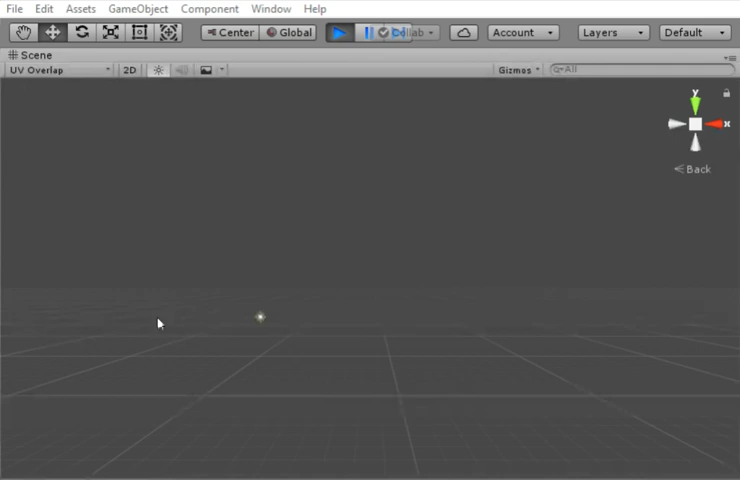 File Edit Assets GameObject Component Window Help
Center Global Account Layers Default
Scene
UV Overlap 2D Gizmos All
y
x
Back